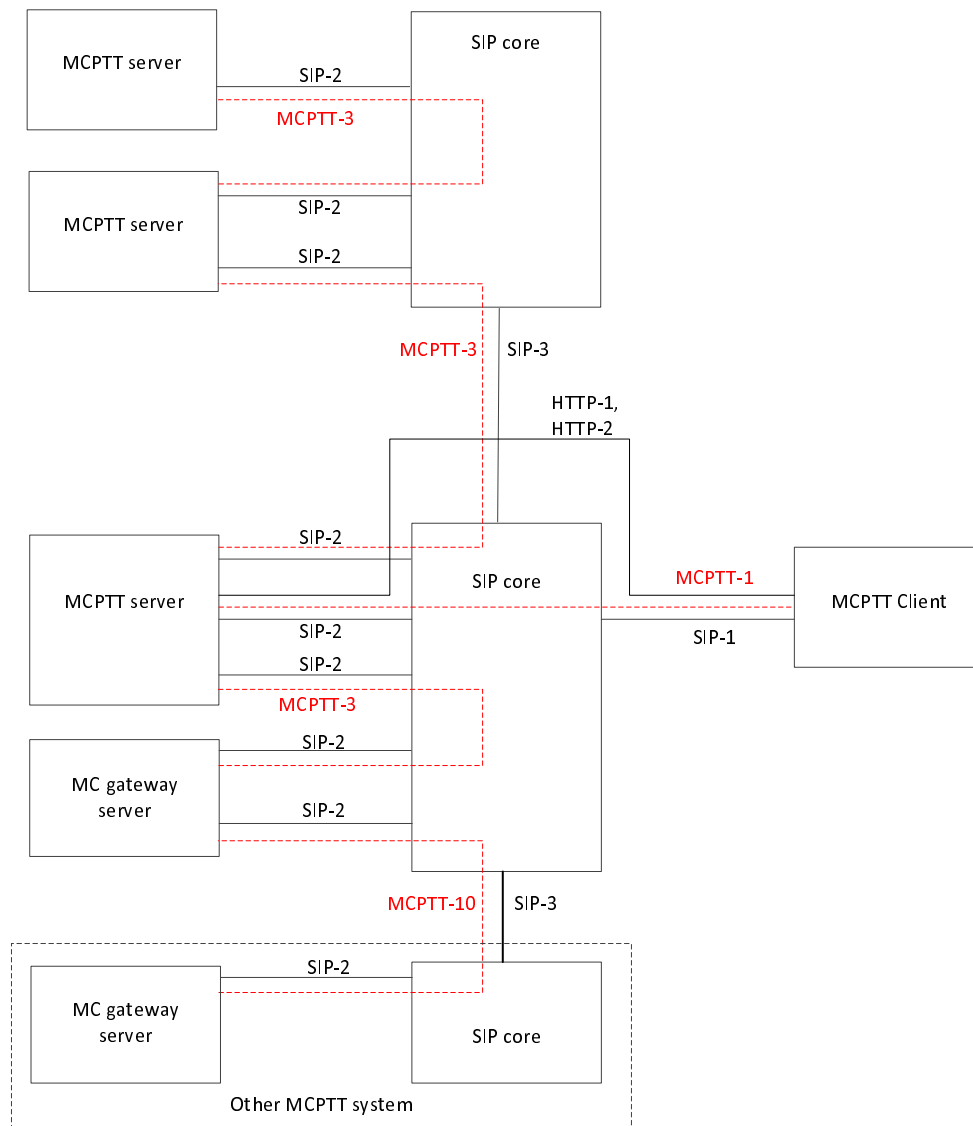 SIP core
MCPTT server
SIP-2
MCPTT-3
MCPTT server
SIP-2
SIP-2
MCPTT-3
SIP-3
HTTP-1,
HTTP-2
SIP-2
SIP core
MCPTT-1
MCPTT server
MCPTT Client
SIP-2
SIP-1
SIP-2
MCPTT-3
SIP-2
MC gateway
server
SIP-2
MCPTT-10
SIP-3
SIP-2
MC gateway
server
SIP core
Other MCPTT system